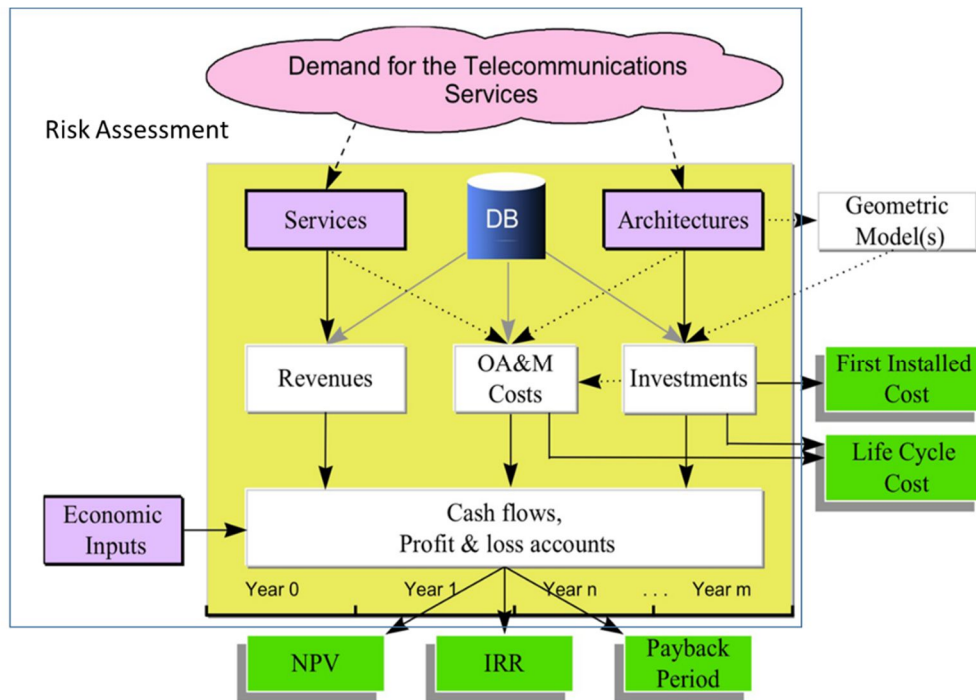 Demand for the Telecommunications
Services
Risk Assessment
Services
DB
Architectures
Geometric
Model(s)
Revenues
OA&M
Costs
Investments
First Installed
Cost
Life Cycle
Cost
Economic
Inputs
Cash flows,
Profit & loss accounts
Year 0
Year 1
Year n
. . .
Year m
NPV
IRR
Payback
Period